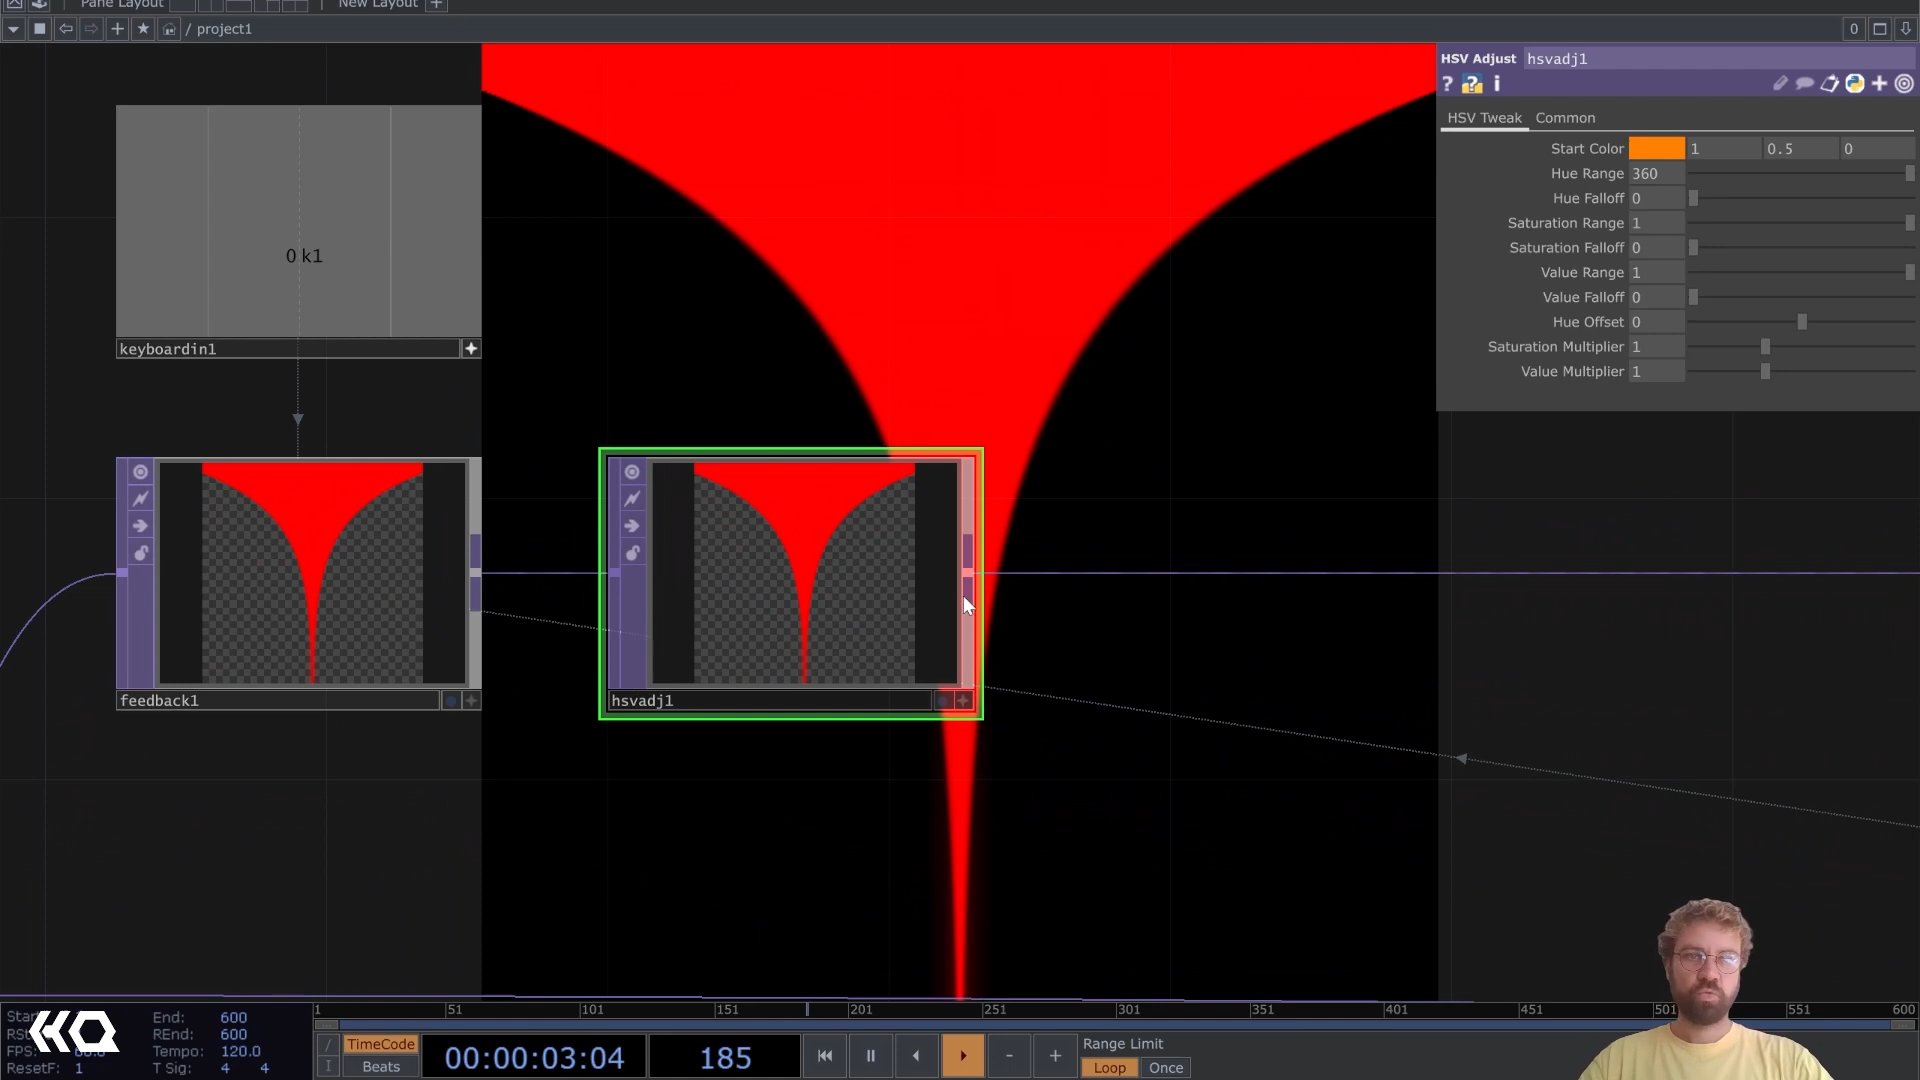 Pane Layout New Layout +
/ project1 0
HSV Adjust hsvadj1
? ? i
HSV Tweak Common
Start Color 1 0.5 0
Hue Range 360
Hue Falloff 0
Saturation Range 1
Saturation Falloff 0
Value Range 1
Value Falloff 0
Hue Offset 0
Saturation Multiplier 1
Value Multiplier 1
0 k1
keyboardin1
feedback1
hsvadj1
1 51 101 151 201 251 301 351 401 451 501 551 600
End: 600
REnd: 600
FPS:
Tempo: 120.0
ResetF: 1 T Sig: 4 4
TimeCode
Beats
00:00:03:04
185
Range Limit
Loop Once